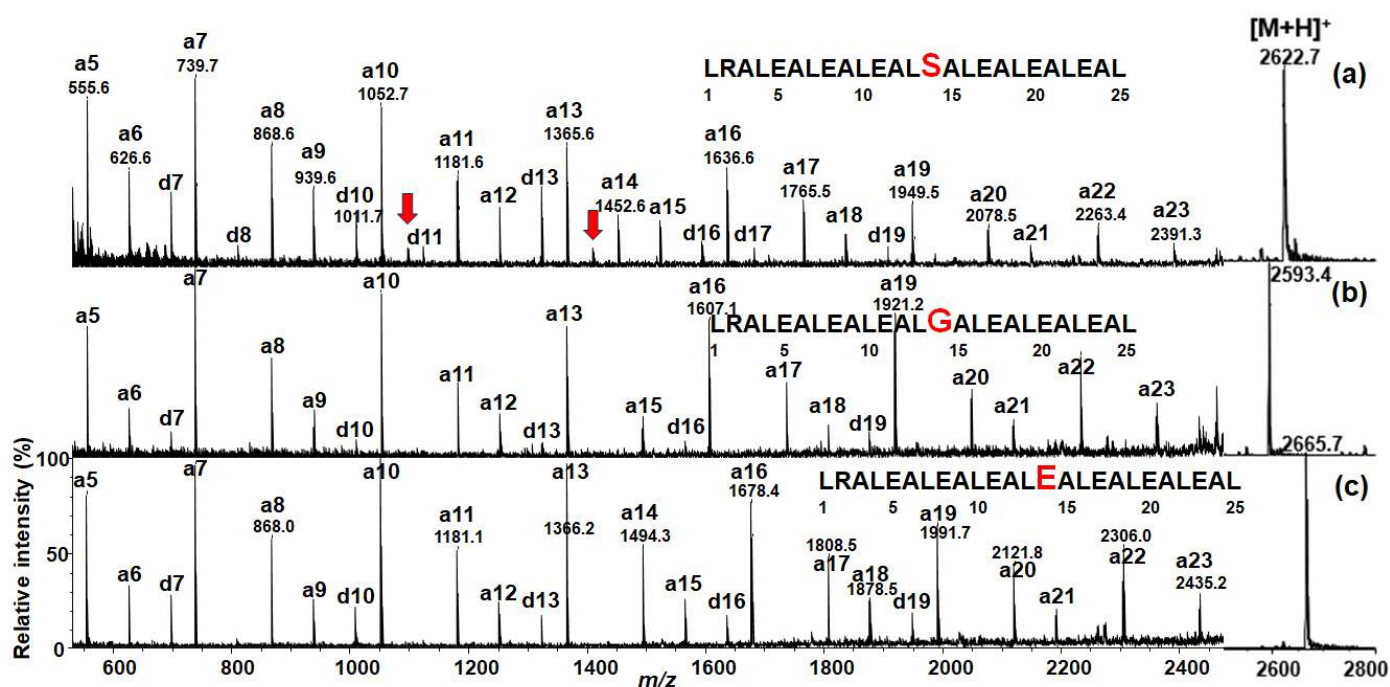 [M+H]+
a5
555.6
a6
626.6
d7
a7
739.7
d8
a8
868.6
a9
939.6
d10
1011.7
a10
1052.7
d11
a11
1181.6
a12
d13
a13
1365.6
a14
1452.6
a15
d16
a16
1636.6
d17
a17
1765.5
a18
d19
a19
1949.5
a20
2078.5
a21
a22
2263.4
a23
2391.3
2622.7
(a)
LRALEALEALEALSALEALEALEAL
1 5 10 15 20 25
a5
a6
d7
a7
a8
a9
d10
a10
a11
a12
d13
a13
a15
d16
a16
1607.1
a17
a18
d19
a19
1921.2
a20
a21
a22
a23
2593.4
(b)
LRALEALEALEALGALEALEALEAL
1 5 10 15 20 25
a5
a6
d7
a7
a8
868.0
a9
d10
a10
a11
1181.1
a12
d13
a13
1366.2
a14
1494.3
a15
d16
a16
1678.4
1808.5
a17
a18
1878.5
d19
a19
1991.7
2121.8
a20
a21
2306.0
a22
a23
2435.2
2665.7
(c)
LRALEALEALEALEALEALEALEAL
1 5 10 15 20 25
Relative intensity (%)
100
50
0
600 800 1000 1200 1400 1600 1800 2000 2200 2400 2600 2800
m/z